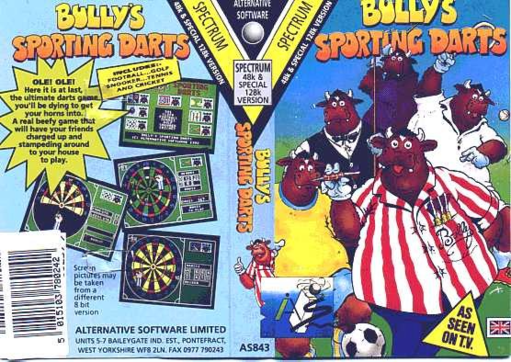 BULLY'S
SPORTING DARTS
OLE! OLE!
Here it is at last,
the ultimate darts game
you'll be dying to get
your horns into.
A real beefy game that
will have your friends
charged up and
stampeding around
to your house
to play.
INCLUDES:-
FOOTBALL...GOLF
SNOOKER...TENNIS
AND CRICKET
Screen
pictures may
be taken
from a
different
8 bit
version
5 015103 780242
ALTERNATIVE SOFTWARE LIMITED
UNITS 5-7 BAILEYGATE IND. EST., PONTEFRACT,
WEST YORKSHIRE WF8 2LN. FAX 0977 790243
SPECTRUM
48k & SPECIAL 128k VERSION
ALTERNATIVE
SOFTWARE
SPECTRUM
48k &
SPECIAL
128k
VERSION
BULLY'S
SPORTING DARTS
AS843
SPECTRUM
48k & SPECIAL 128k VERSION
BULLY'S
SPORTING DARTS
Bully
AS
SEEN
ON T.V.